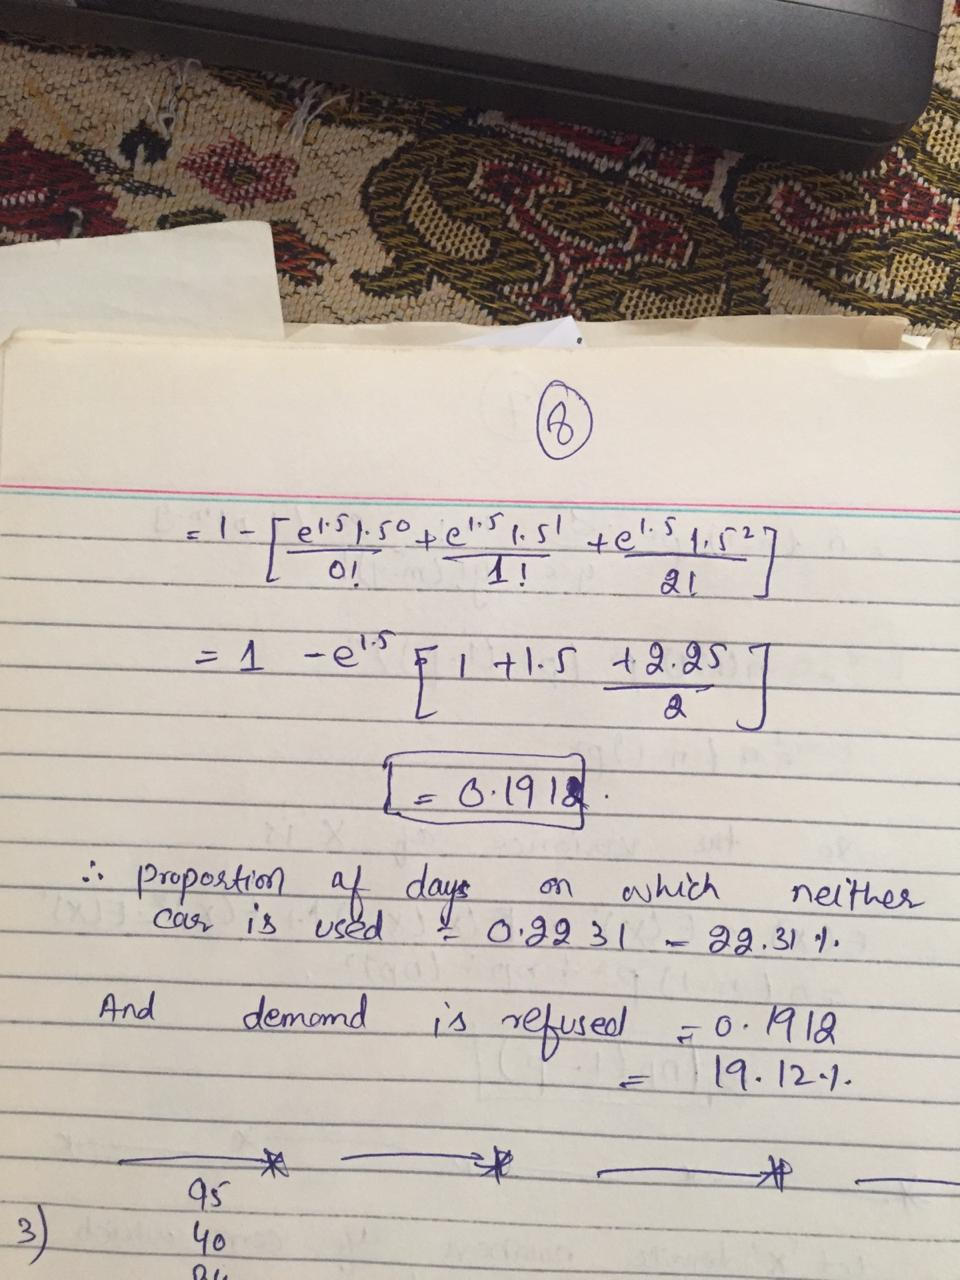 8
= 1 - [ e^1.5 1.5^0 / 0! + e^1.5 1.5^1 / 1! + e^1.5 1.5^2 / 2! ]
= 1 - e^1.5 [ 1 + 1.5 + 2.25 / 2 ]
= 0.1912.
∴ proportion of days on which neither
car is used = 0.2231 = 22.31 %.
And demand is refused = 0.1912
= 19.12 %.
95
3) 40